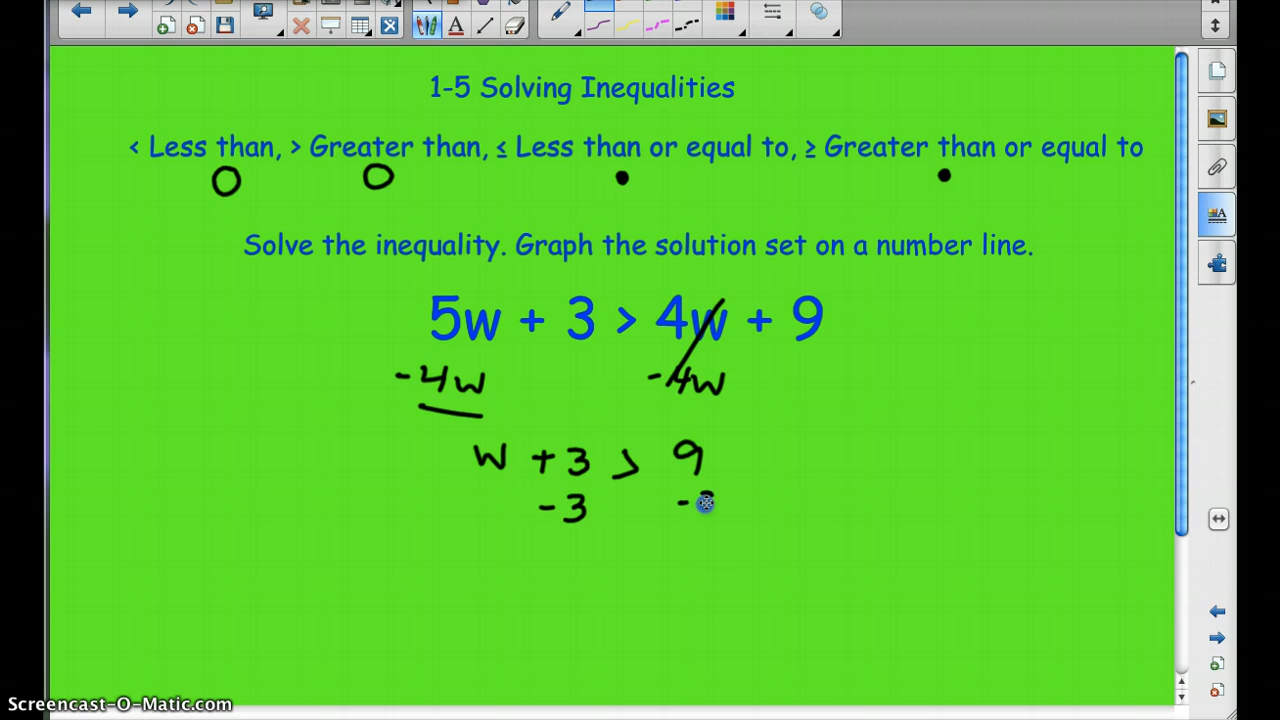 1-5 Solving Inequalities
< Less than, > Greater than, ≤ Less than or equal to, ≥ Greater than or equal to
Solve the inequality. Graph the solution set on a number line.
5w + 3 > 4w + 9
-4w -4w
w +3 > 9
-3 -
Screencast-O-Matic.com